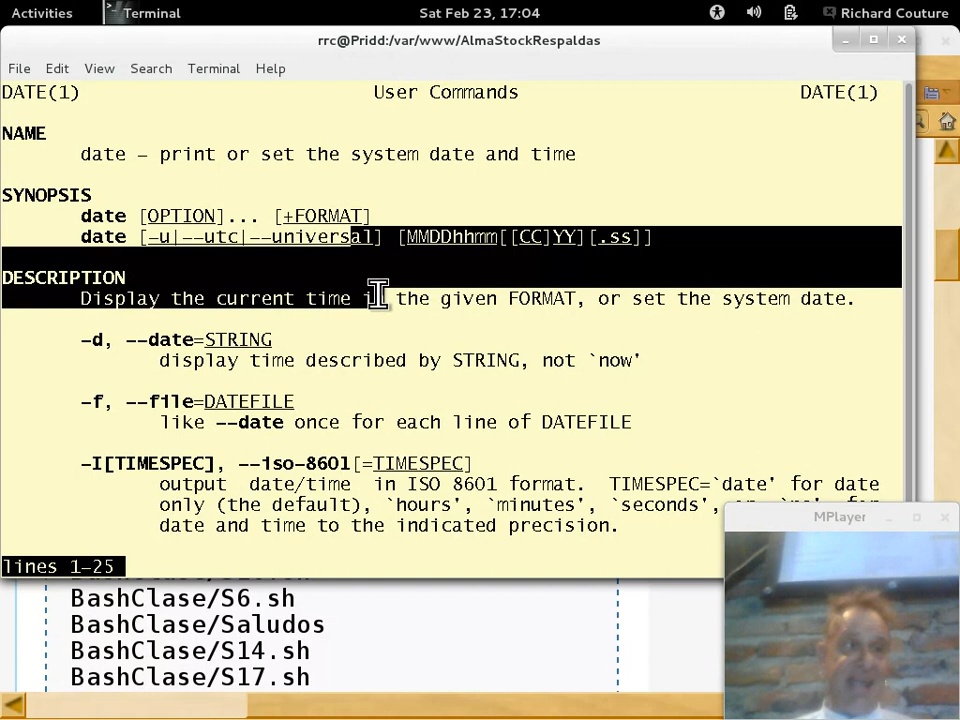 Activities Terminal Sat Feb 23, 17:04 Richard Couture
rrc@Pridd:/var/www/AlmaStockRespaldas
File Edit View Search Terminal Help
DATE(1) User Commands DATE(1)
NAME
date - print or set the system date and time
SYNOPSIS
date [OPTION]... [+FORMAT]
date [-u|--utc|--universal] [MMDDhhmm[[CC]YY][.ss]]
DESCRIPTION
Display the current time the given FORMAT, or set the system date.
-d, --date=STRING
display time described by STRING, not `now'
-f, --file=DATEFILE
like --date once for each line of DATEFILE
-I[TIMESPEC], --iso-8601[=TIMESPEC]
output date/time in ISO 8601 format. TIMESPEC=`date' for date
only (the default), `hours', `minutes', `seconds',
date and time to the indicated precision.
lines 1-25
MPlayer
BashClase/S6.sh
BashClase/Saludos
BashClase/S14.sh
BashClase/S17.sh